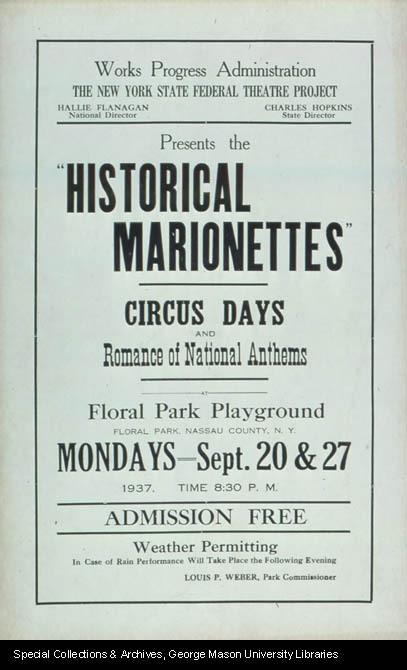 Works Progress Administration
THE NEW YORK STATE FEDERAL THEATRE PROJECT
HALLIE FLANAGAN CHARLES HOPKINS
National Director State Director
Presents the
"HISTORICAL
MARIONETTES"
CIRCUS DAYS
AND
Romance of National Anthems
AT
Floral Park Playground
FLORAL PARK, NASSAU COUNTY, N. Y.
MONDAYS—Sept. 20 & 27
1937. TIME 8:30 P. M.
ADMISSION FREE
Weather Permitting
In Case of Rain Performance Will Take Place the Following Evening
LOUIS P. WEBER, Park Commissioner
Special Collections & Archives, George Mason University Libraries